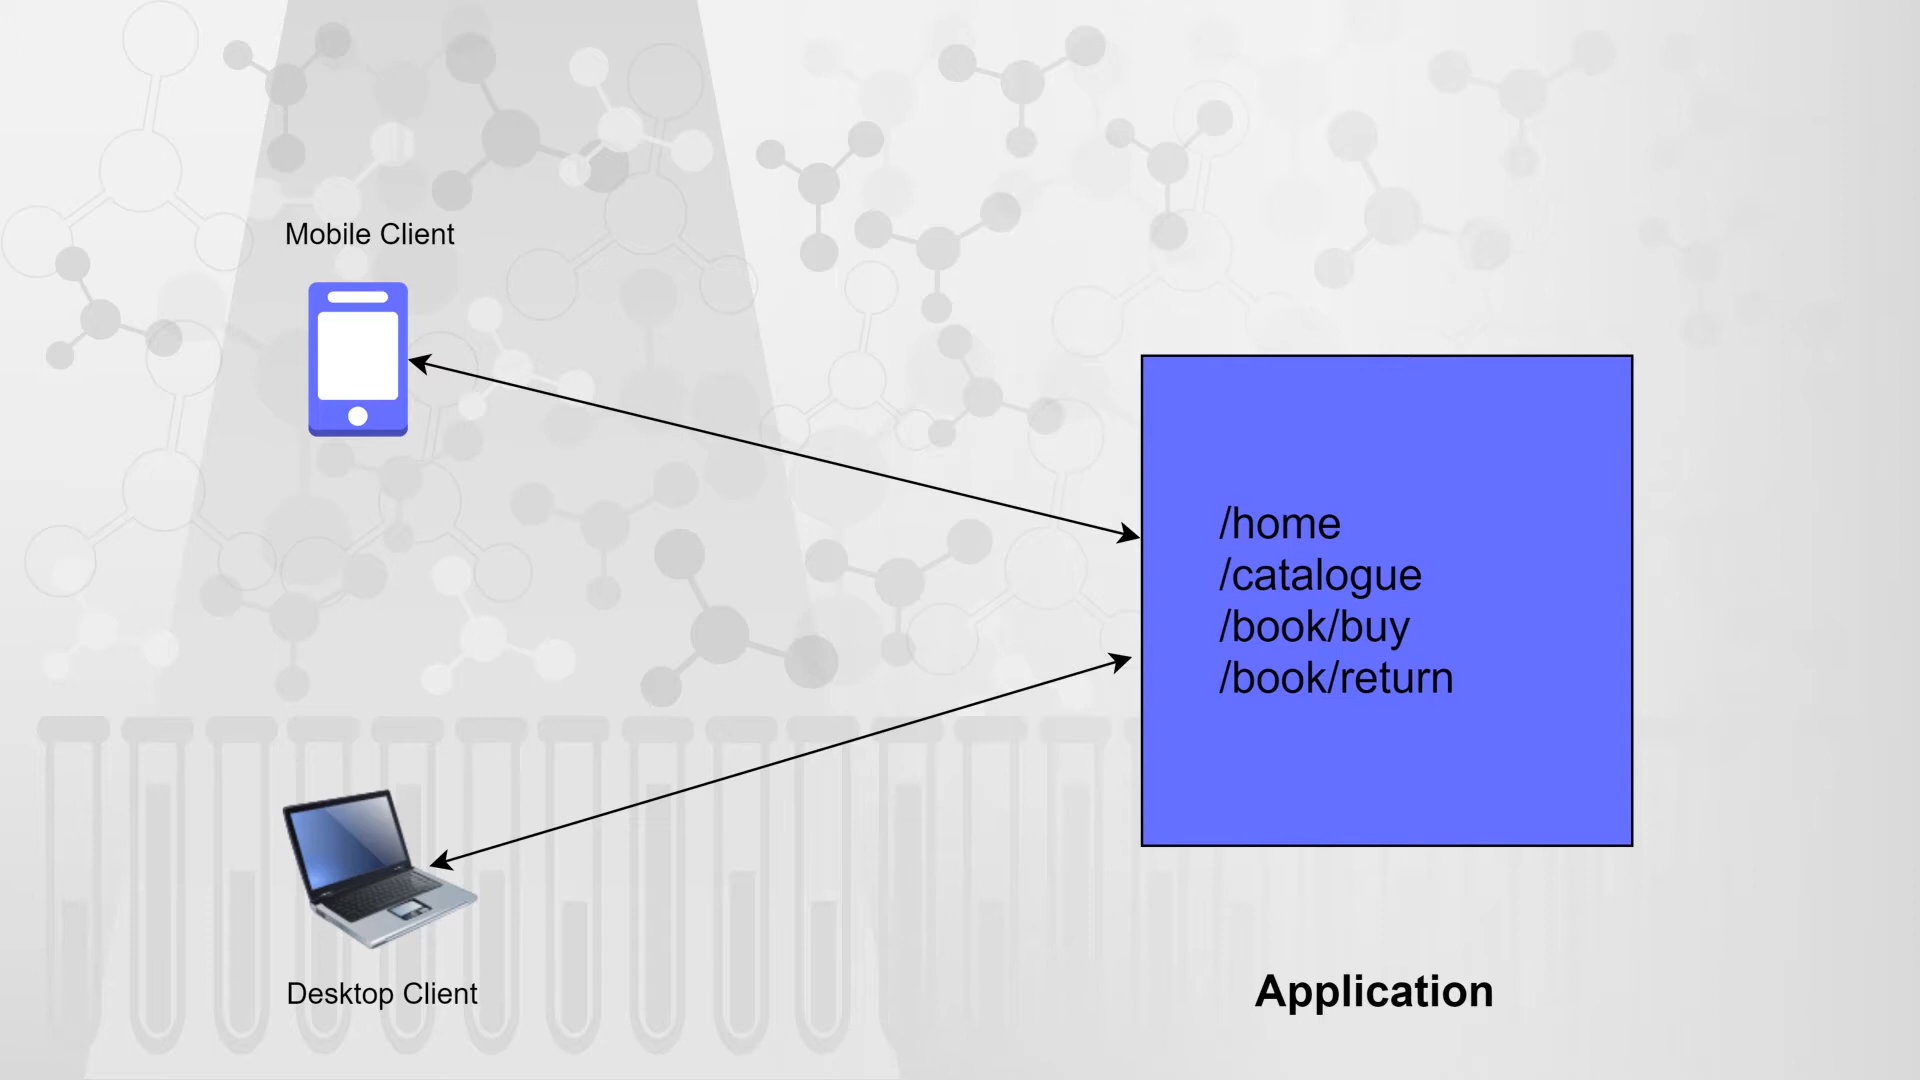 Mobile Client
/home
/catalogue
/book/buy
/book/return
Desktop Client
Application